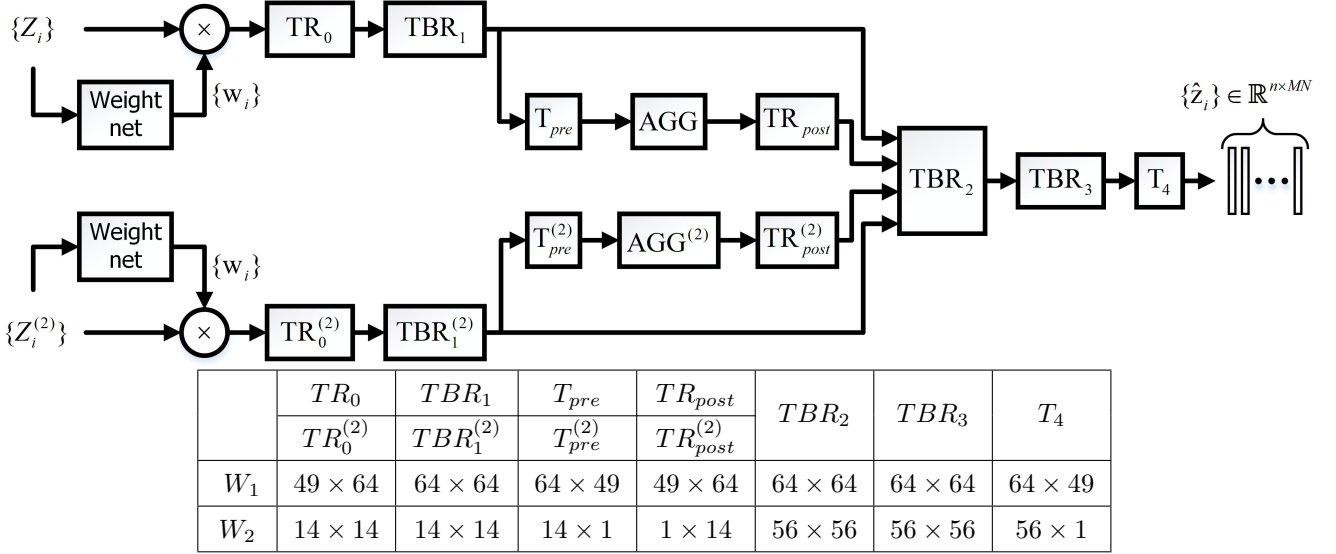 {Z_i} × TR_0 TBR_1
Weight net {w_i}
T_pre AGG TR_post
{ẑ_i} ∈ ℝ^{n×MN}
TBR_2 TBR_3 T_4
Weight net {w_i}
T_pre^(2) AGG^(2) TR_post^(2)
{Z_i^(2)} × TR_0^(2) TBR_1^(2)
TR_0 TBR_1 T_pre TR_post TBR_2 TBR_3 T_4
TR_0^(2) TBR_1^(2) T_pre^(2) TR_post^(2)
W_1 49 × 64 64 × 64 64 × 49 49 × 64 64 × 64 64 × 64 64 × 49
W_2 14 × 14 14 × 14 14 × 1 1 × 14 56 × 56 56 × 56 56 × 1